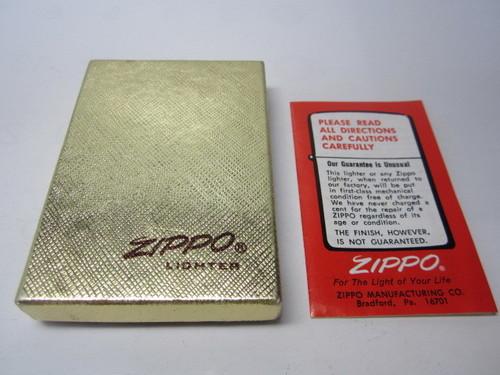 ZIPPO®
LIGHTER
PLEASE READ
ALL DIRECTIONS
AND CAUTIONS
CAREFULLY
Our Guarantee is Unusual
This lighter or any Zippo
lighter, when returned to
our factory, will be put
in first-class mechanical
condition free of charge.
We have never charged a
cent for the repair of a
ZIPPO regardless of its
age or condition.
THE FINISH, HOWEVER,
IS NOT GUARANTEED.
ZIPPO
For The Light of Your Life
ZIPPO MANUFACTURING CO.
Bradford, Pa. 16701